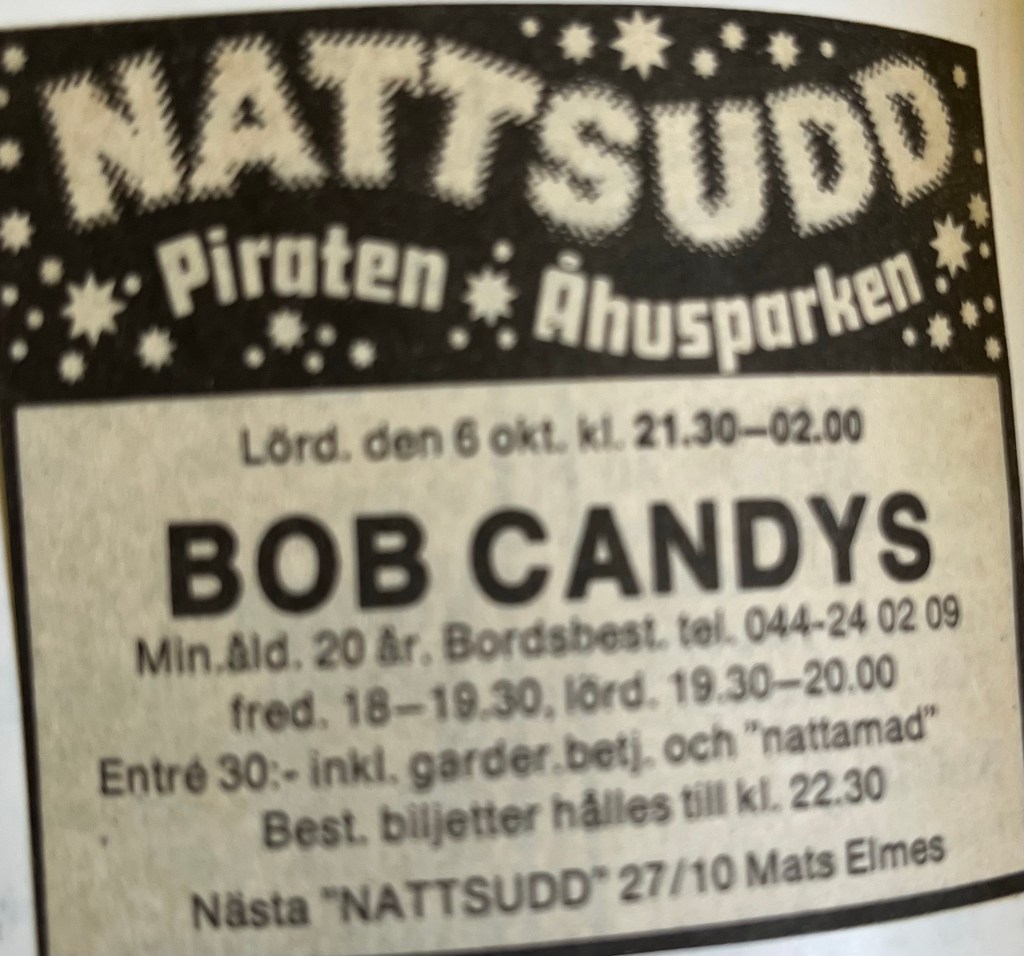 NATTSUDD
Piraten Åhusparken
Lörd. den 6 okt. kl. 21.30–02.00
BOB CANDYS
Min.åld. 20 år. Bordsbest. tel. 044-24 02 09
fred. 18–19.30, lörd. 19.30–20.00
Entré 30:- inkl. garder.betj. och "nattamad"
Best. biljetter hålles till kl. 22.30
Nästa "NATTSUDD" 27/10 Mats Elmes